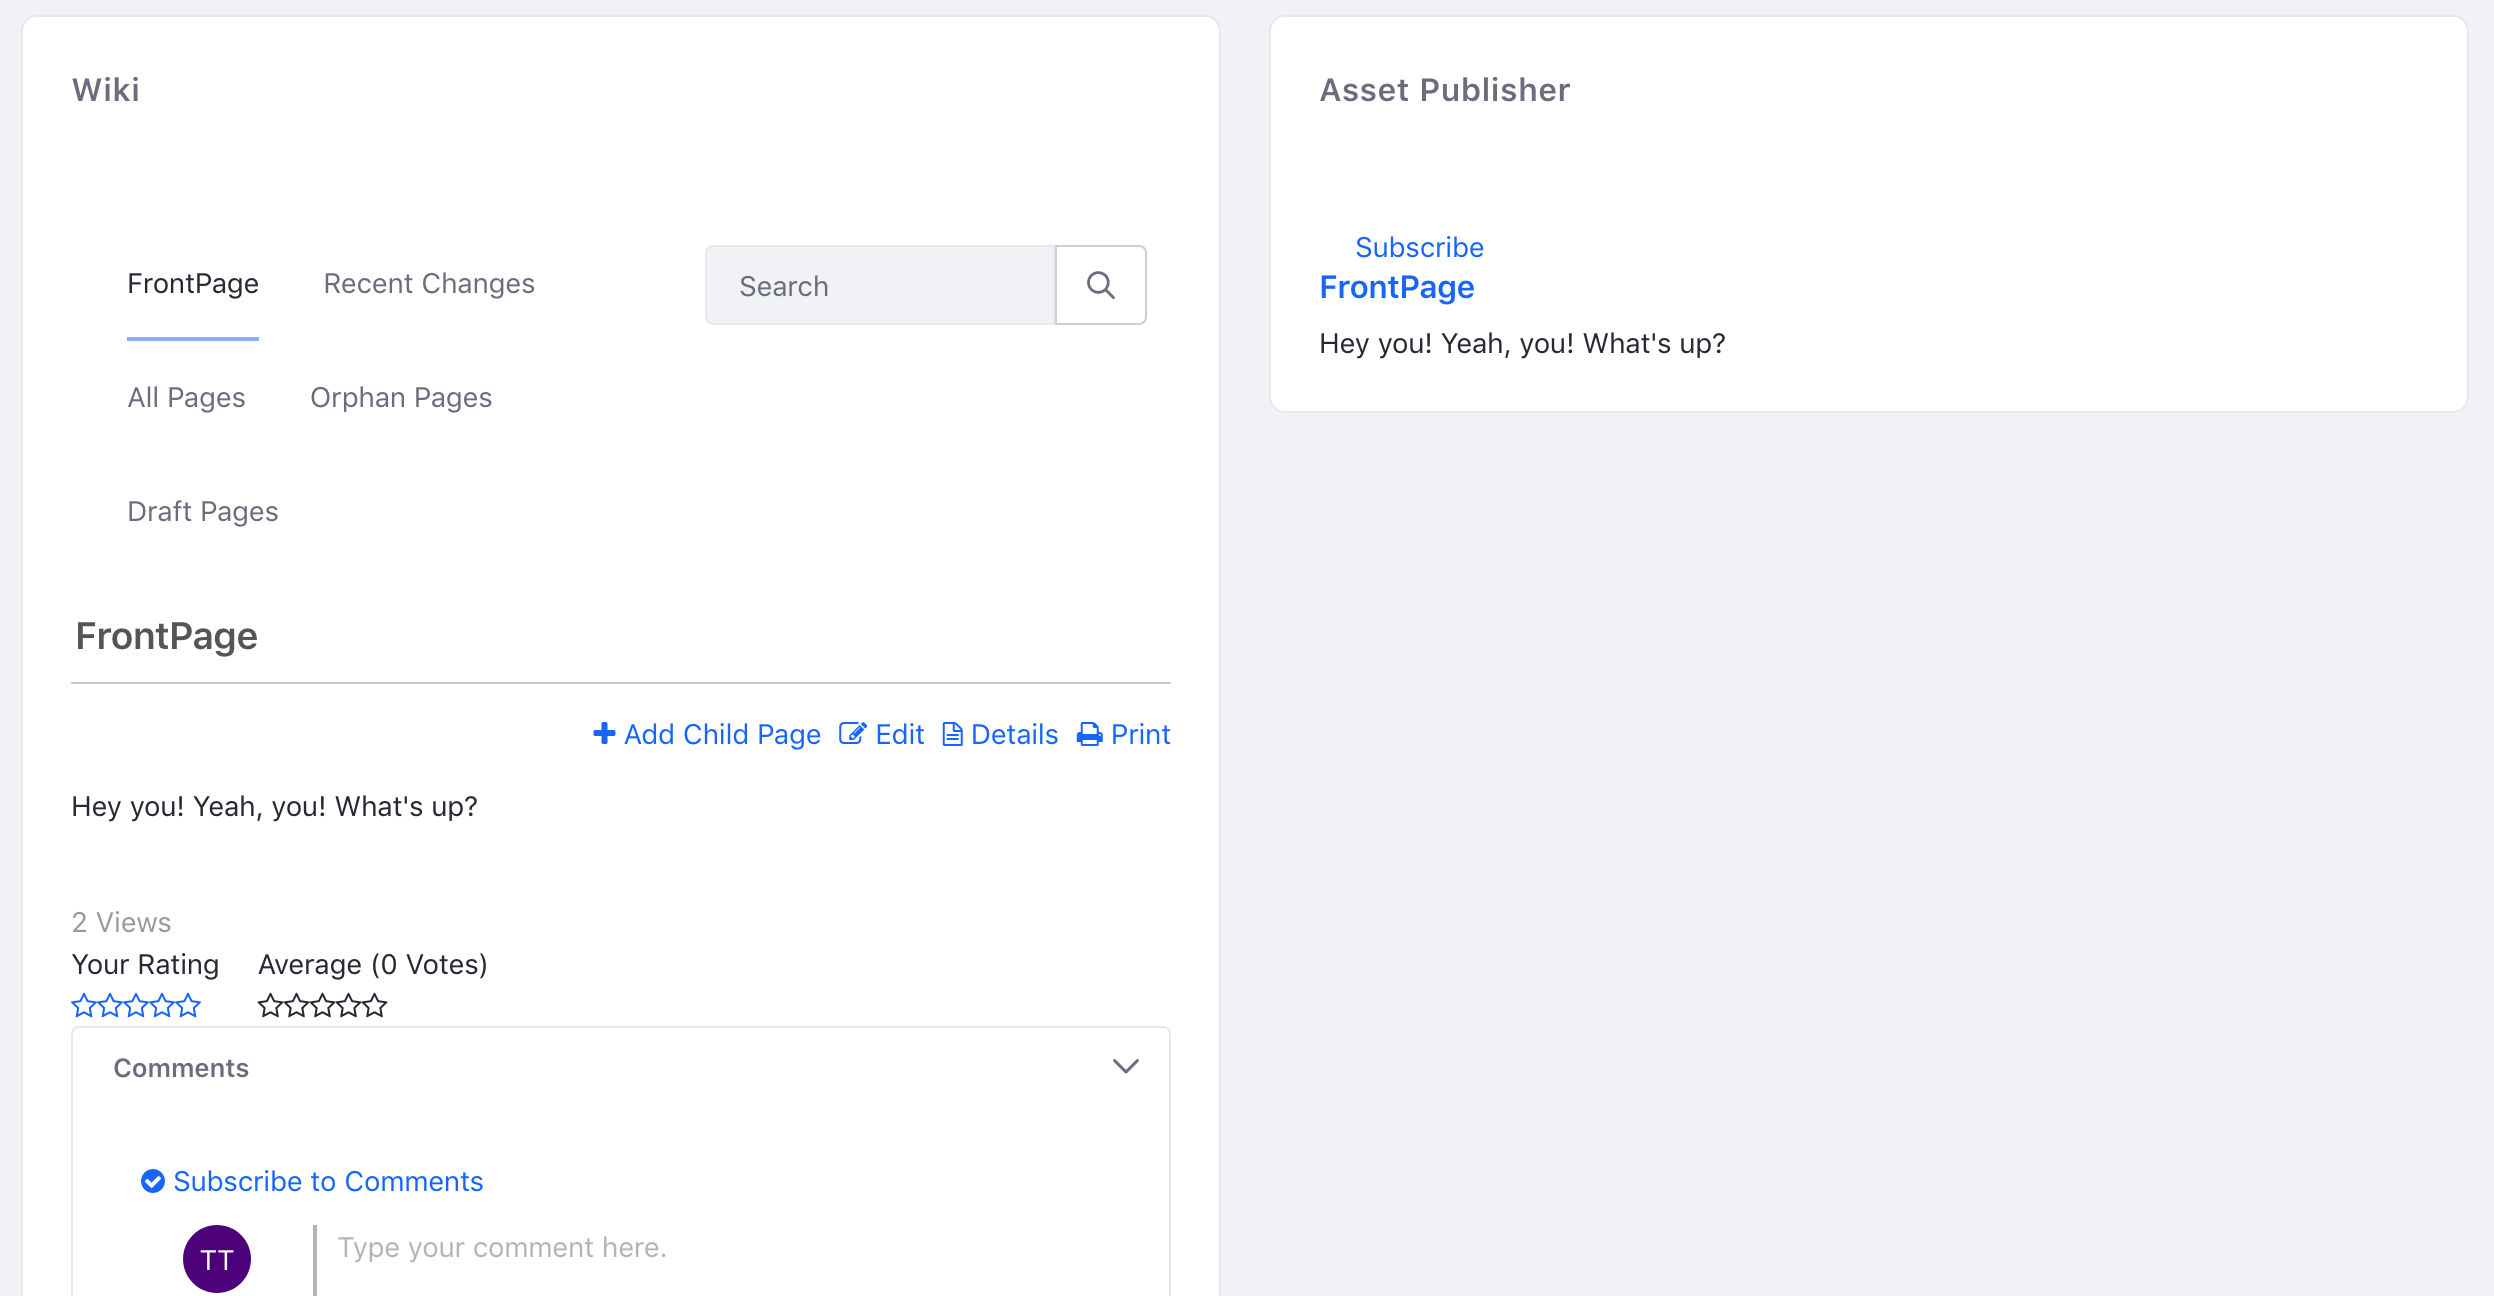 Wiki
FrontPage
Recent Changes
Search
All Pages
Orphan Pages
Draft Pages
FrontPage
Add Child Page Edit Details Print
Hey you! Yeah, you! What's up?
2 Views
Your Rating
Average (0 Votes)
Comments
Subscribe to Comments
TT
Type your comment here.
Asset Publisher
Subscribe
FrontPage
Hey you! Yeah, you! What's up?